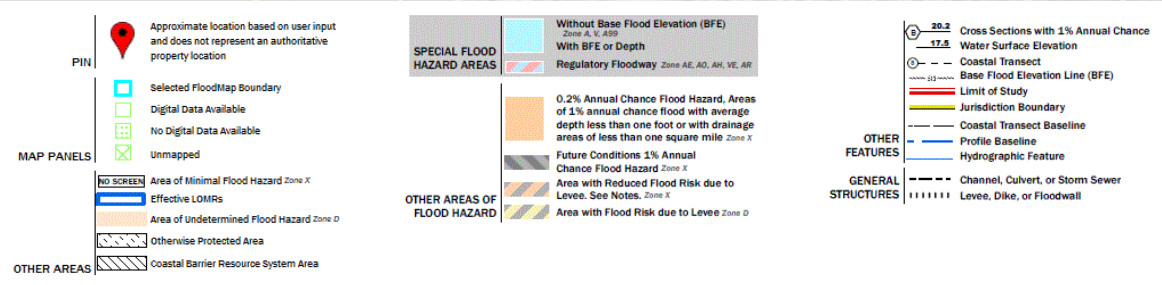 Approximate location based on user input
and does not represent an authoritative
property location
PIN
Selected FloodMap Boundary
Digital Data Available
No Digital Data Available
Unmapped
MAP PANELS
NO SCREEN Area of Minimal Flood Hazard Zone X
Effective LOMRs
Area of Undetermined Flood Hazard Zone D
Otherwise Protected Area
Coastal Barrier Resource System Area
OTHER AREAS
Without Base Flood Elevation (BFE)
Zone A, V, A99
With BFE or Depth
Regulatory Floodway Zone AE, AO, AH, VE, AR
SPECIAL FLOOD
HAZARD AREAS
0.2% Annual Chance Flood Hazard, Areas
of 1% annual chance flood with average
depth less than one foot or with drainage
areas of less than one square mile Zone X
Future Conditions 1% Annual
Chance Flood Hazard Zone X
Area with Reduced Flood Risk due to
Levee. See Notes. Zone X
Area with Flood Risk due to Levee Zone D
OTHER AREAS OF
FLOOD HAZARD
B 20.2 Cross Sections with 1% Annual Chance
17.5 Water Surface Elevation
8 Coastal Transect
513 Base Flood Elevation Line (BFE)
Limit of Study
Jurisdiction Boundary
Coastal Transect Baseline
Profile Baseline
Hydrographic Feature
OTHER
FEATURES
Channel, Culvert, or Storm Sewer
Levee, Dike, or Floodwall
GENERAL
STRUCTURES